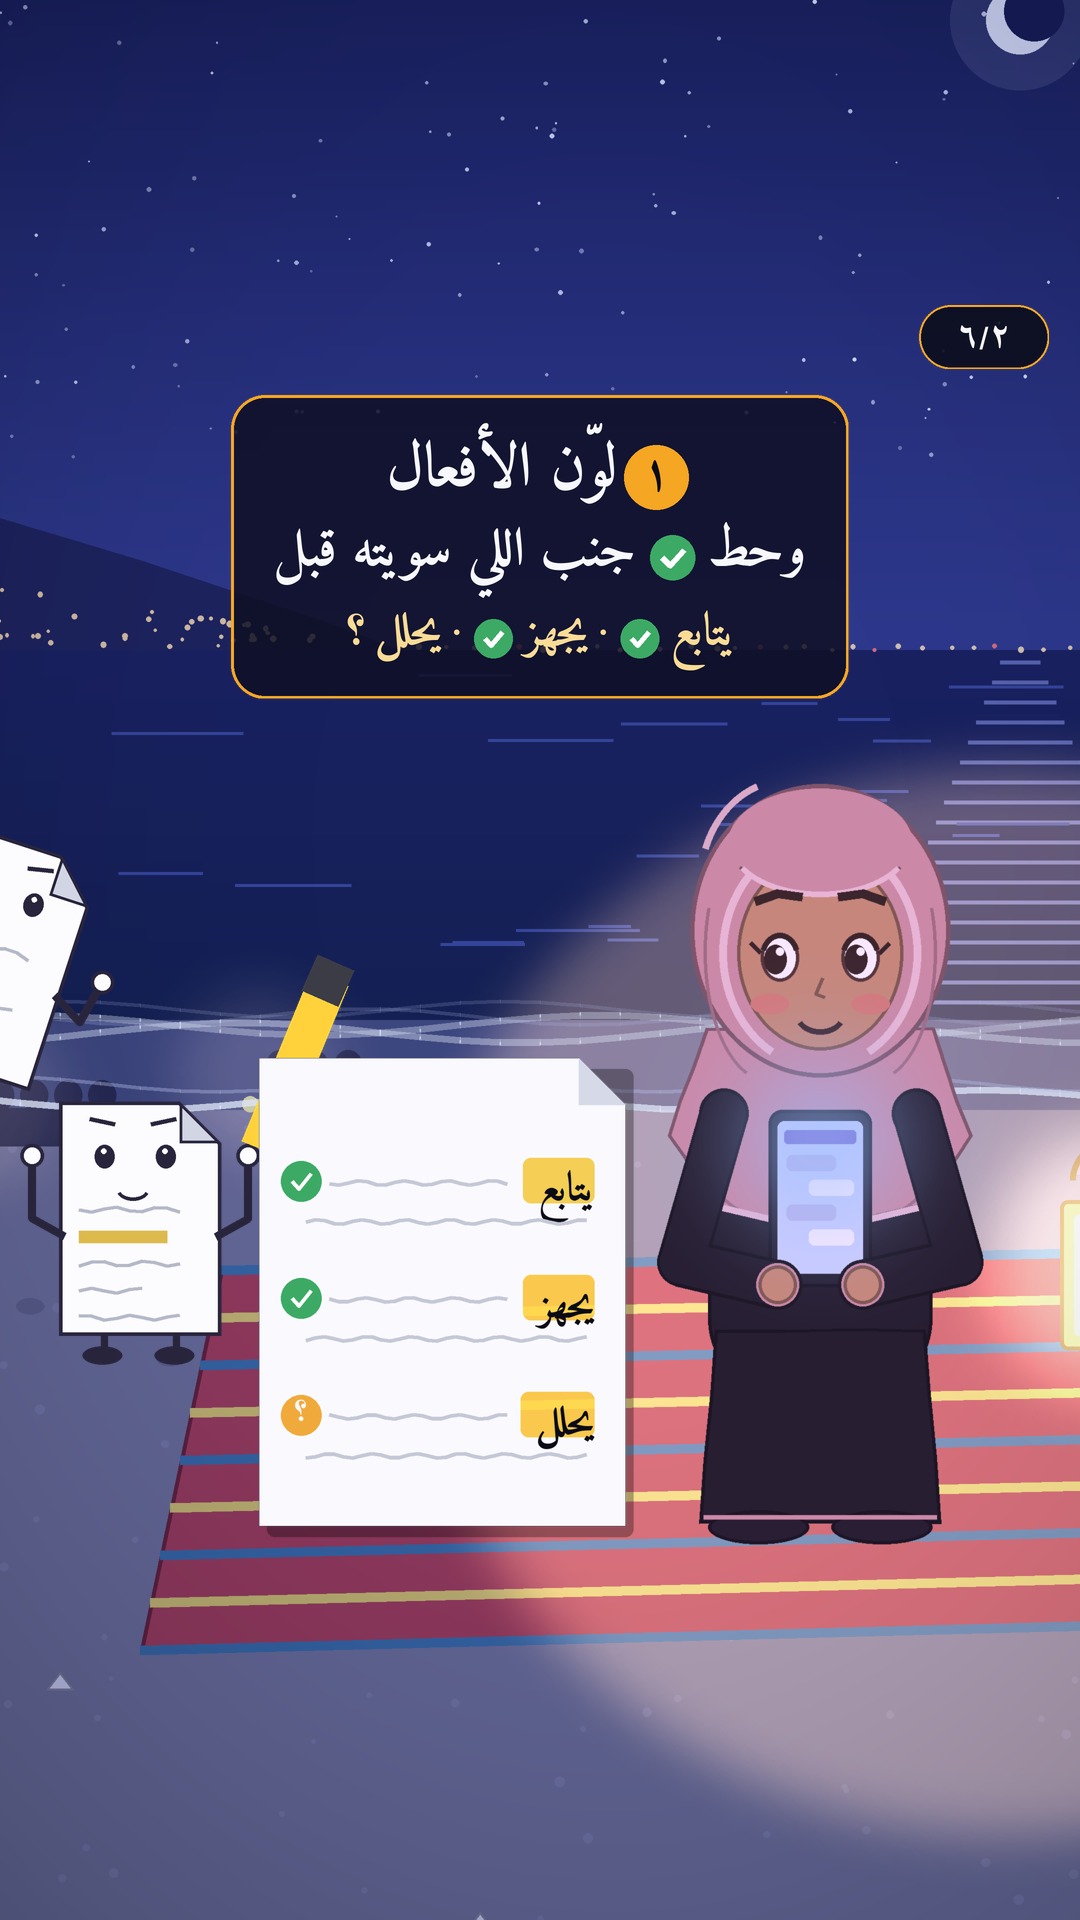 ٦/٢
١ لوّن الأفعال
وحط ✓ جنب اللي سويته قبل
يتابع ✓ · يجهز ✓ · يحلل ؟
يتابع
يجهز
؟ يحلل